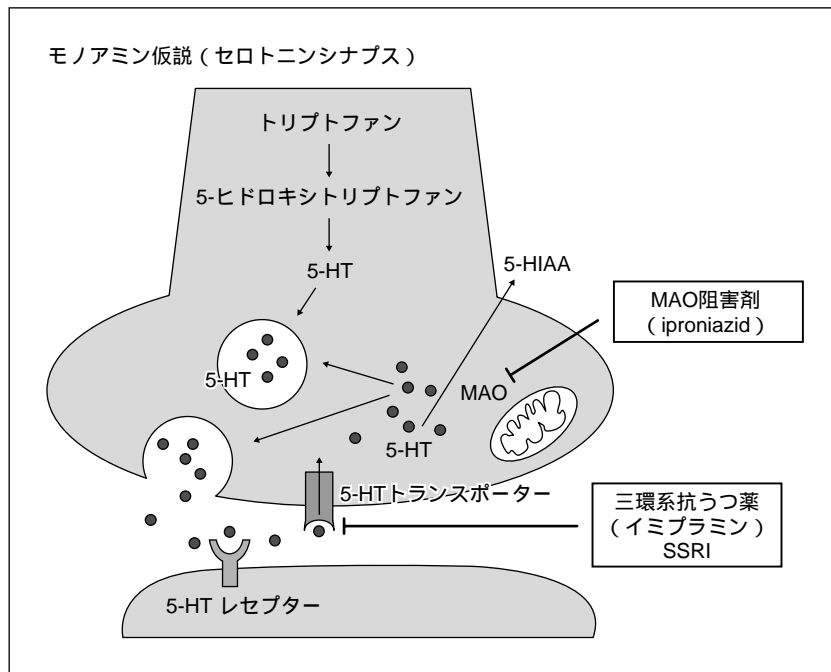 モノアミン仮説（セロトニンシナプス）
トリプトファン
5-ヒドロキシトリプトファン
5-HT
5-HIAA
MAO阻害剤
（iproniazid）
5-HT
MAO
5-HT
5-HTトランスポーター
三環系抗うつ薬
（イミプラミン）
SSRI
5-HT レセプター